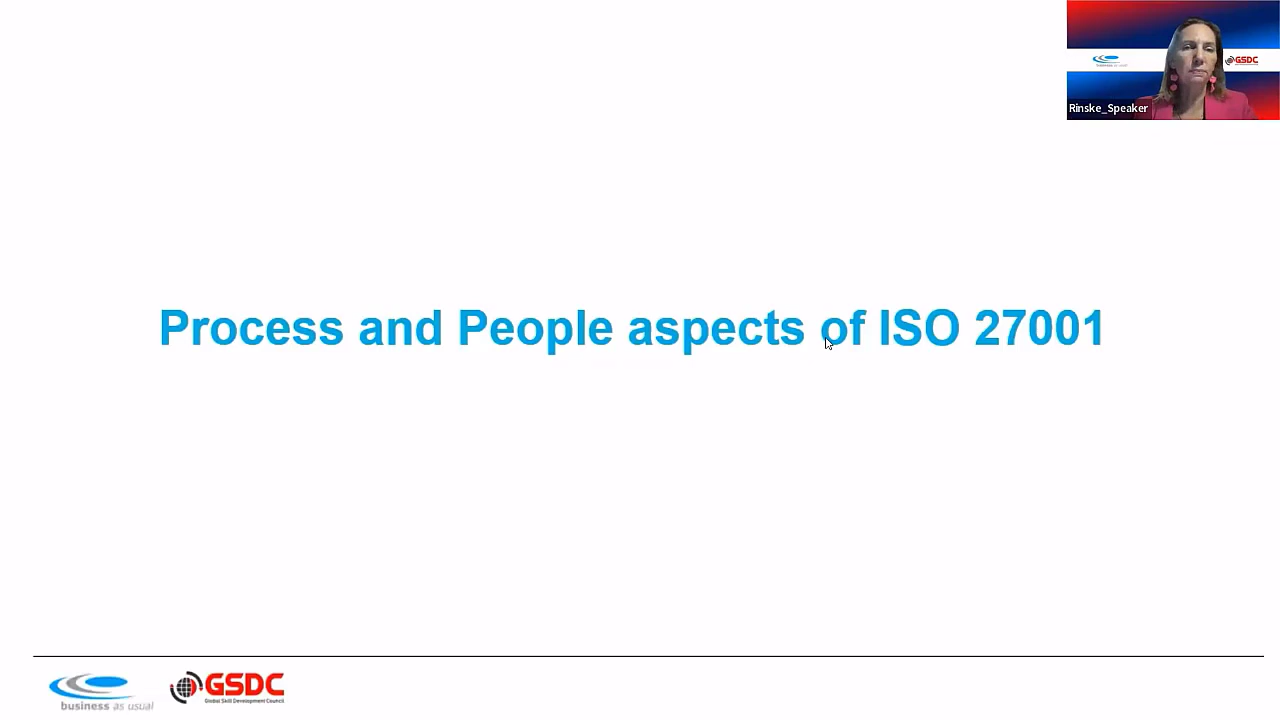 GSDC
Rinske_Speaker
Process and People aspects of ISO 27001
business as usual
GSDC
Global Skill Development Council